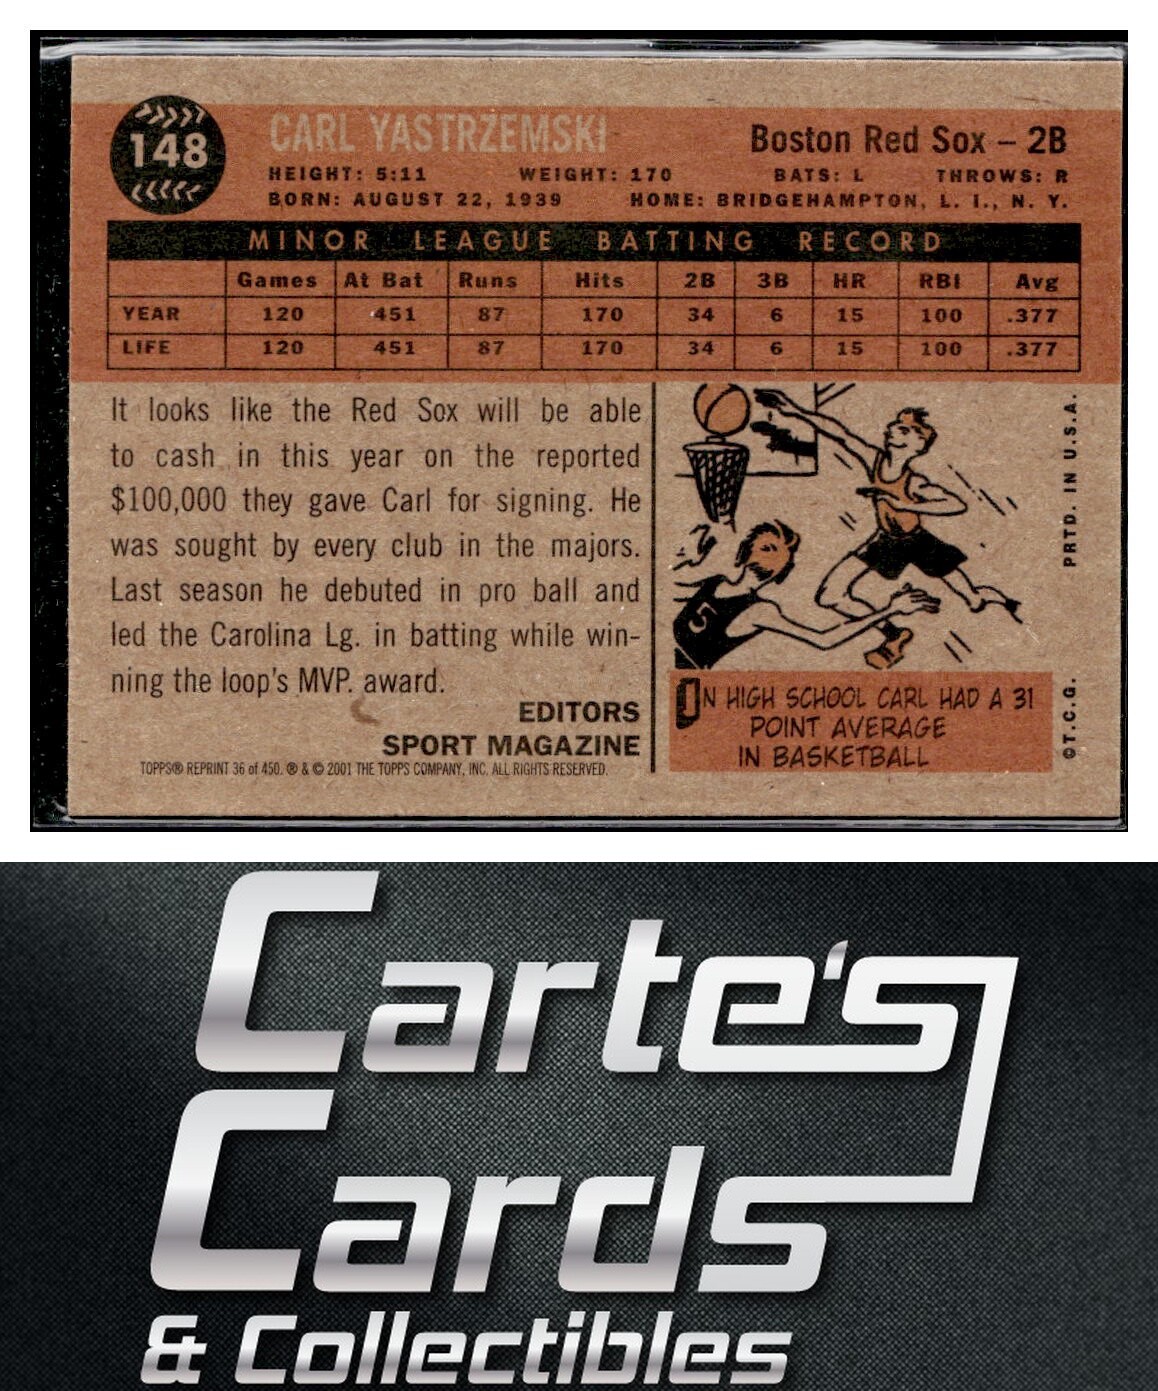 148
CARL YASTRZEMSKI
Boston Red Sox – 2B
HEIGHT: 5:11 WEIGHT: 170 BATS: L THROWS: R
BORN: AUGUST 22, 1939 HOME: BRIDGEHAMPTON, L. I., N. Y.
MINOR LEAGUE BATTING RECORD
Games At Bat Runs Hits 2B 3B HR RBI Avg
YEAR 120 451 87 170 34 6 15 100 .377
LIFE 120 451 87 170 34 6 15 100 .377
It looks like the Red Sox will be able
to cash in this year on the reported
$100,000 they gave Carl for signing. He
was sought by every club in the majors.
Last season he debuted in pro ball and
led the Carolina Lg. in batting while win-
ning the loop's MVP. award.
EDITORS
SPORT MAGAZINE
TOPPS® REPRINT 36 of 450. ® & © 2001 THE TOPPS COMPANY, INC. ALL RIGHTS RESERVED.
5
IN HIGH SCHOOL CARL HAD A 31
POINT AVERAGE
IN BASKETBALL
PRTD. IN U.S.A.
©T.C.G.
Carte's
Cards
& Collectibles